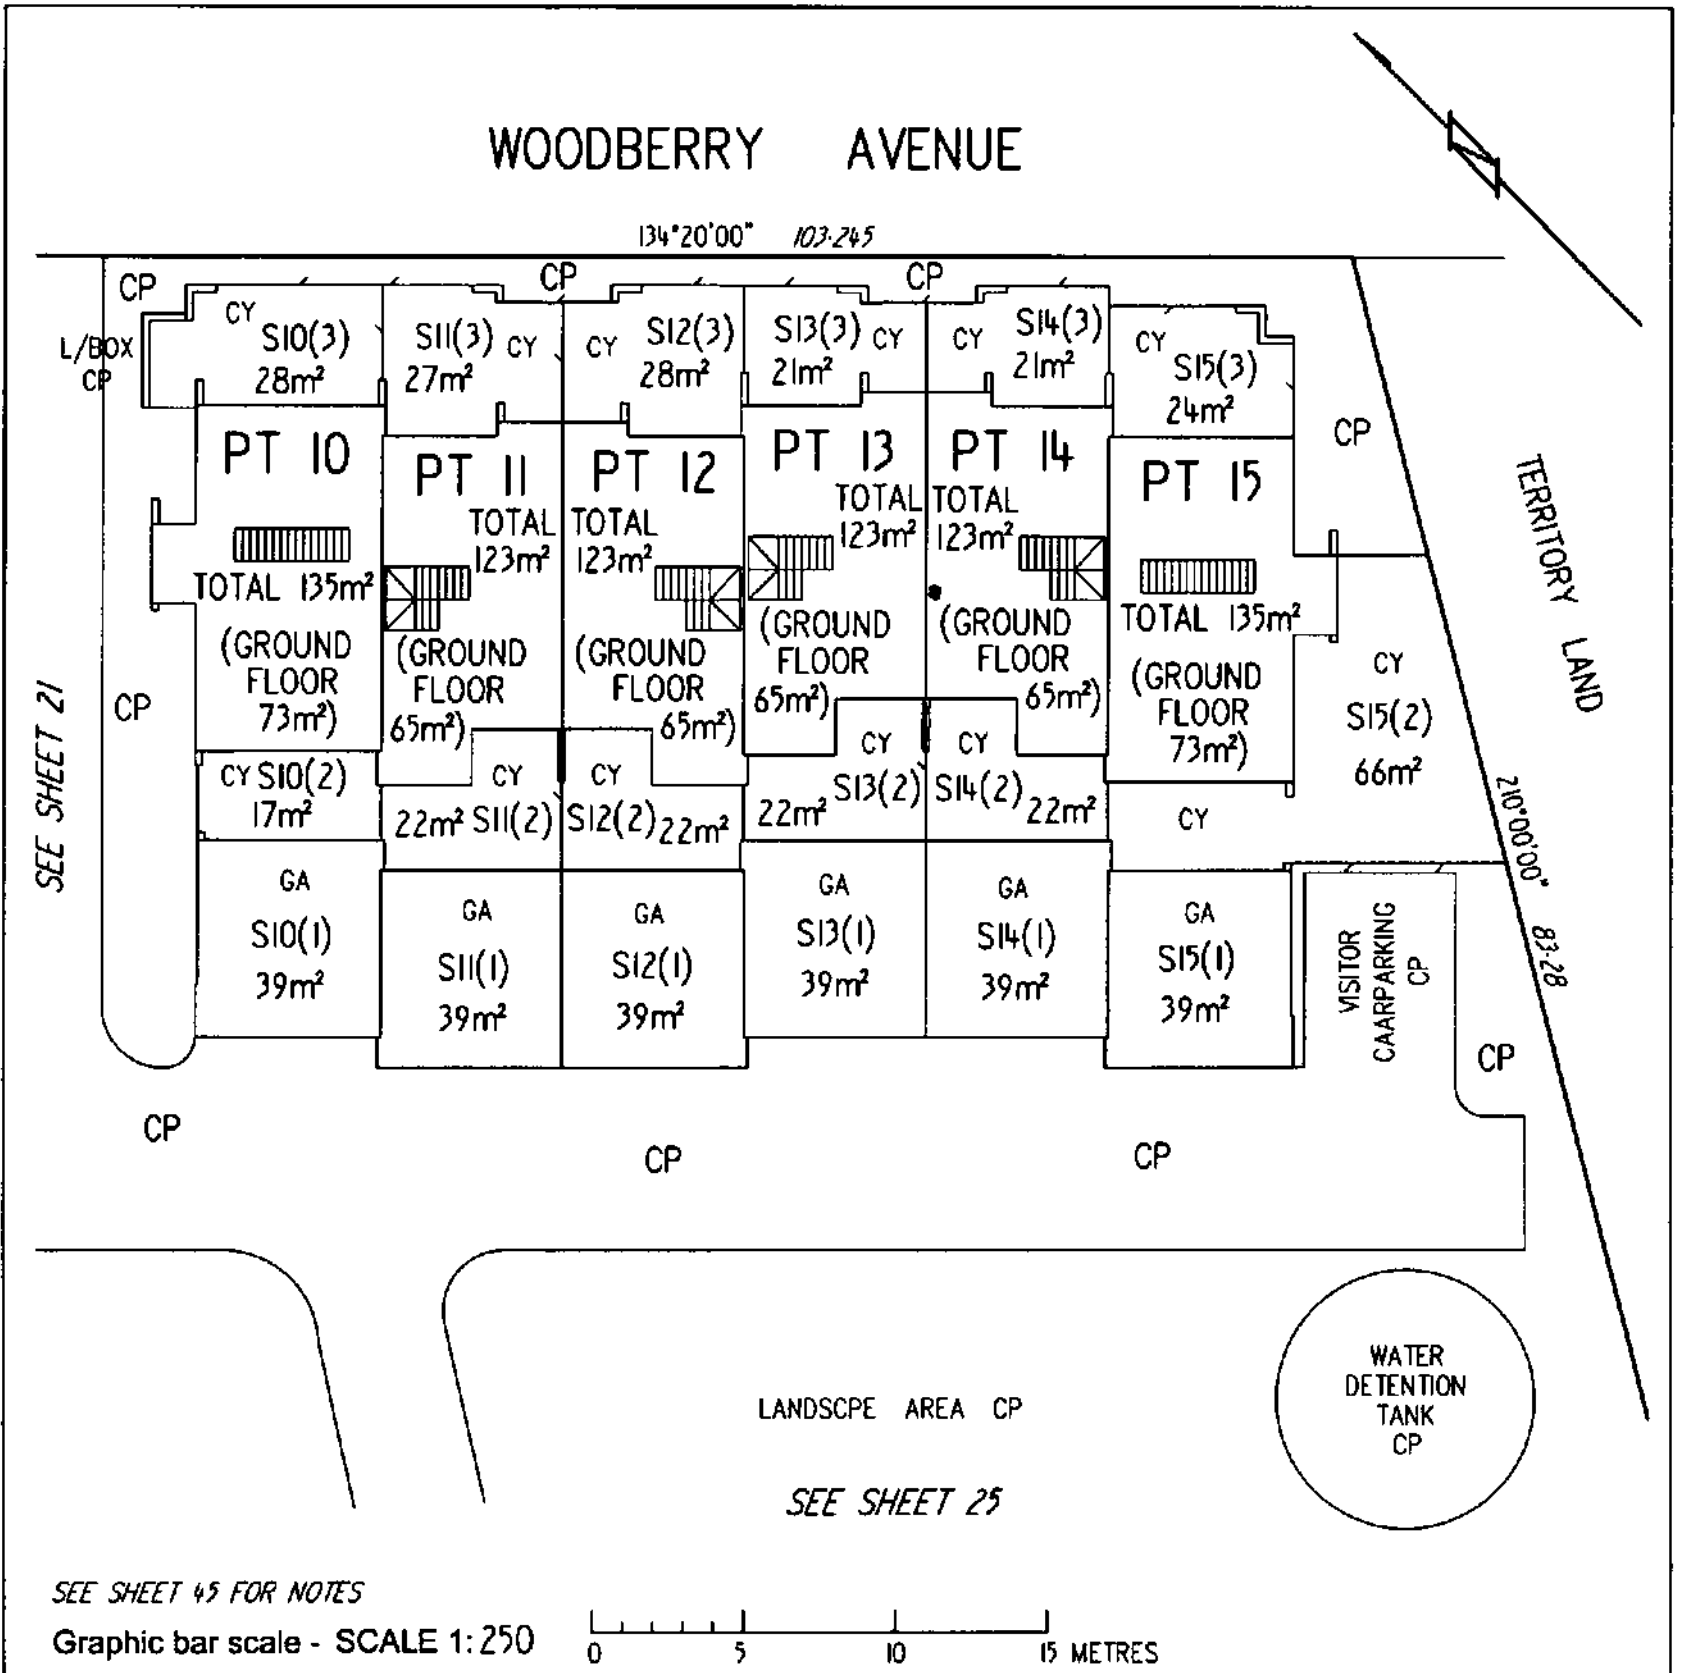 WOODBERRY AVENUE
134°20'00" 103·245
CP
CP
CP
L/BOX
CP
CY
S10(3)
28m²
S11(3)
27m²
CY
CY
S12(3)
28m²
S13(3)
21m²
CY
CY
S14(3)
21m²
CY
S15(3)
24m²
CP
PT 10
TOTAL 135m²
(GROUND
FLOOR
73m²)
PT 11
TOTAL
123m²
(GROUND
FLOOR
65m²)
PT 12
TOTAL
123m²
(GROUND
FLOOR
65m²)
PT 13
TOTAL
123m²
(GROUND
FLOOR
65m²)
PT 14
TOTAL
123m²
(GROUND
FLOOR
65m²)
PT 15
TOTAL 135m²
(GROUND
FLOOR
73m²)
TERRITORY LAND
SEE SHEET 21
CP
CY S10(2)
17m²
CY
22m² S11(2)
CY
S12(2) 22m²
CY
22m² S13(2)
CY
S14(2) 22m²
CY
CY
S15(2)
66m²
210°00'00" 83·28
GA
S10(1)
39m²
GA
S11(1)
39m²
GA
S12(1)
39m²
GA
S13(1)
39m²
GA
S14(1)
39m²
GA
S15(1)
39m²
VISITOR
CAARPARKING
CP
CP
CP
CP
CP
LANDSCPE AREA CP
WATER
DETENTION
TANK
CP
SEE SHEET 25
SEE SHEET 45 FOR NOTES
Graphic bar scale - SCALE 1:250
0 5 10 15 METRES